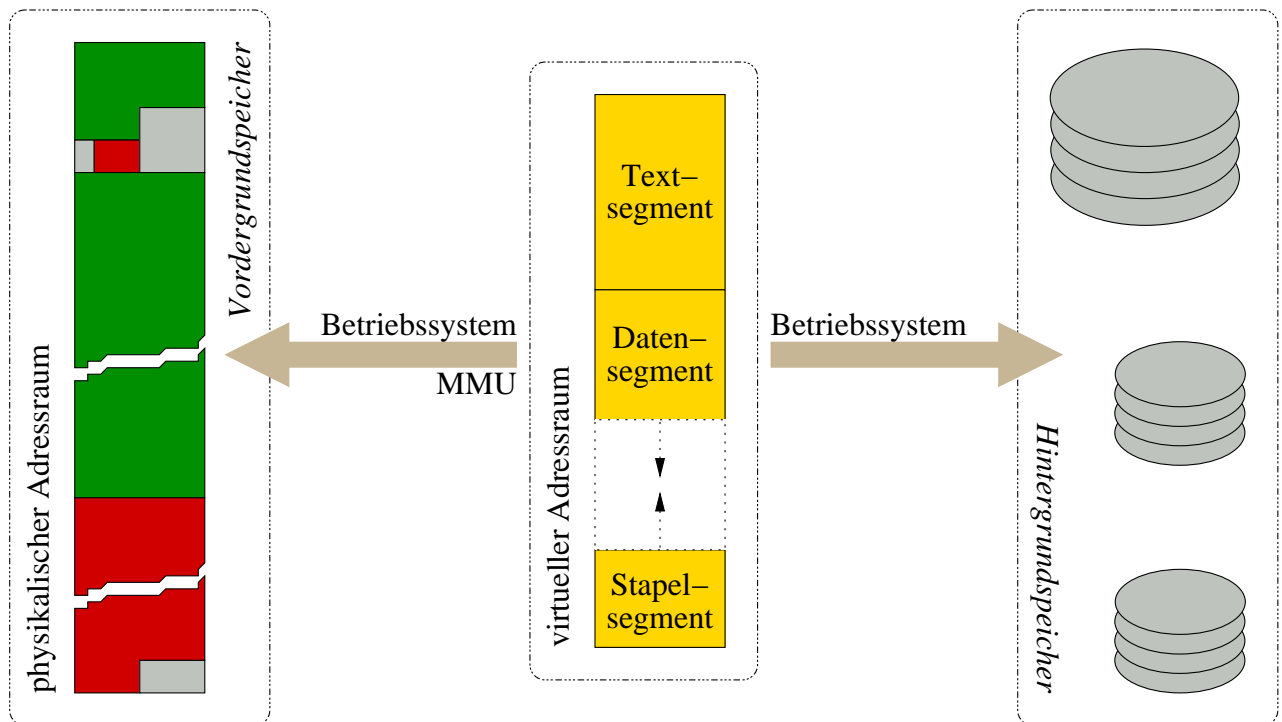 physikalischer Adressraum
Vordergrundspeicher
Betriebssystem
MMU
virtueller Adressraum
Text–
segment
Daten–
segment
Stapel–
segment
Betriebssystem
Hintergrundspeicher